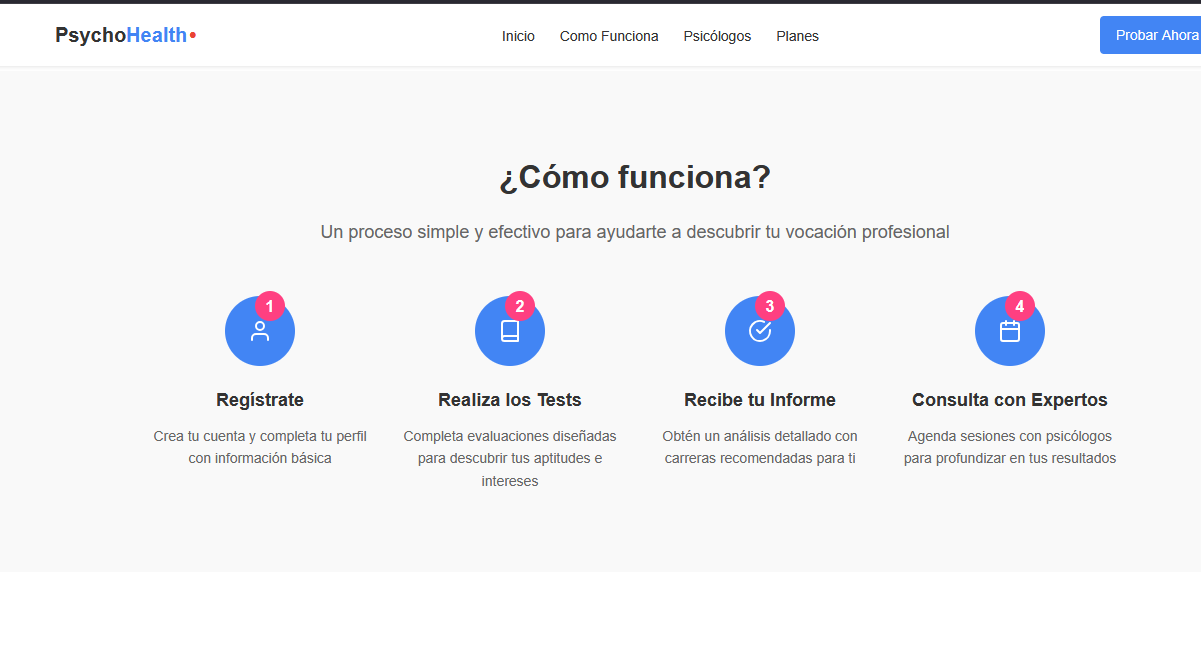 PsychoHealth
Inicio Como Funciona Psicólogos Planes
Probar Ahora
¿Cómo funciona?
Un proceso simple y efectivo para ayudarte a descubrir tu vocación profesional
1
Regístrate
Crea tu cuenta y completa tu perfil
con información básica
2
Realiza los Tests
Completa evaluaciones diseñadas
para descubrir tus aptitudes e
intereses
3
Recibe tu Informe
Obtén un análisis detallado con
carreras recomendadas para ti
4
Consulta con Expertos
Agenda sesiones con psicólogos
para profundizar en tus resultados